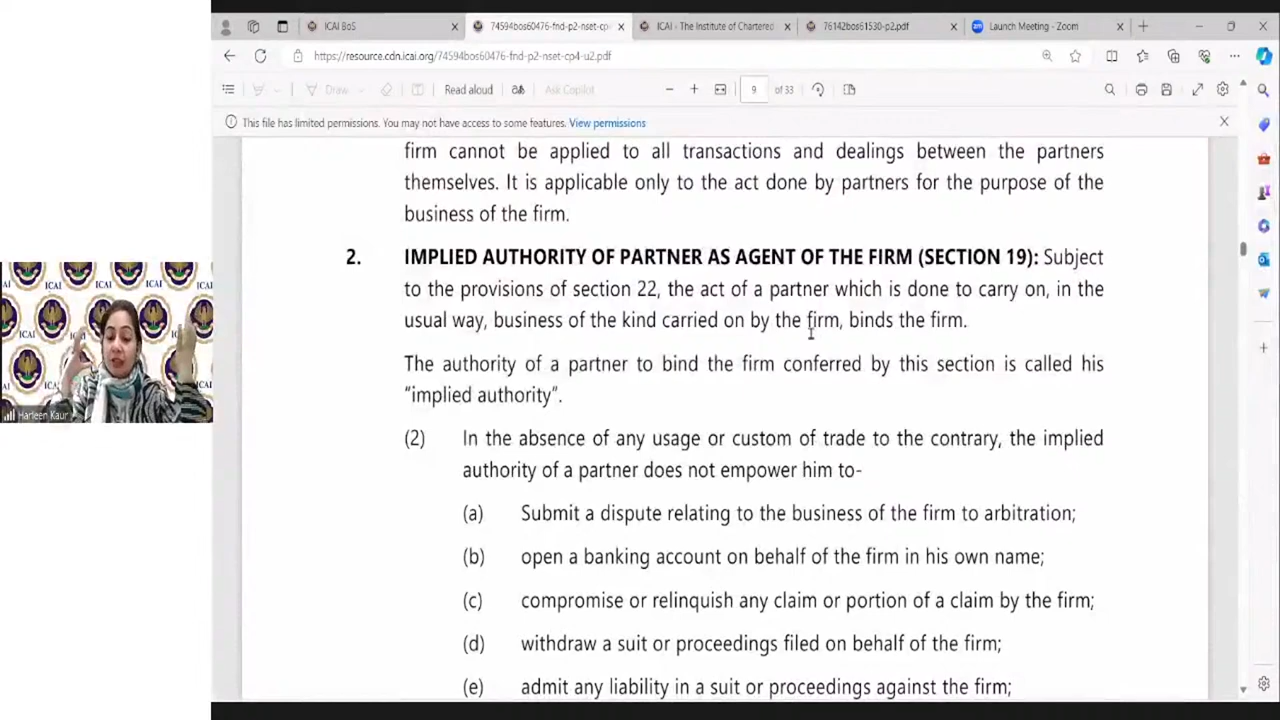 ICAI BoS
74594bos60476-fnd-p2-nset-cp
ICAI - The Institute of Chartered
76142bos61530-p2.pdf
Launch Meeting - Zoom
https://resource.cdn.icai.org/74594bos60476-fnd-p2-nset-cp4-u2.pdf
Draw
Read aloud
Ask Copilot
9 of 33
This file has limited permissions. You may not have access to some features. View permissions
firm cannot be applied to all transactions and dealings between the partners
themselves. It is applicable only to the act done by partners for the purpose of the
business of the firm.
2. IMPLIED AUTHORITY OF PARTNER AS AGENT OF THE FIRM (SECTION 19): Subject
to the provisions of section 22, the act of a partner which is done to carry on, in the
usual way, business of the kind carried on by the firm, binds the firm.
The authority of a partner to bind the firm conferred by this section is called his
“implied authority”.
(2) In the absence of any usage or custom of trade to the contrary, the implied
authority of a partner does not empower him to-
(a) Submit a dispute relating to the business of the firm to arbitration;
(b) open a banking account on behalf of the firm in his own name;
(c) compromise or relinquish any claim or portion of a claim by the firm;
(d) withdraw a suit or proceedings filed on behalf of the firm;
(e) admit any liability in a suit or proceedings against the firm;
ICAI
ICAI
Harleen Kaur